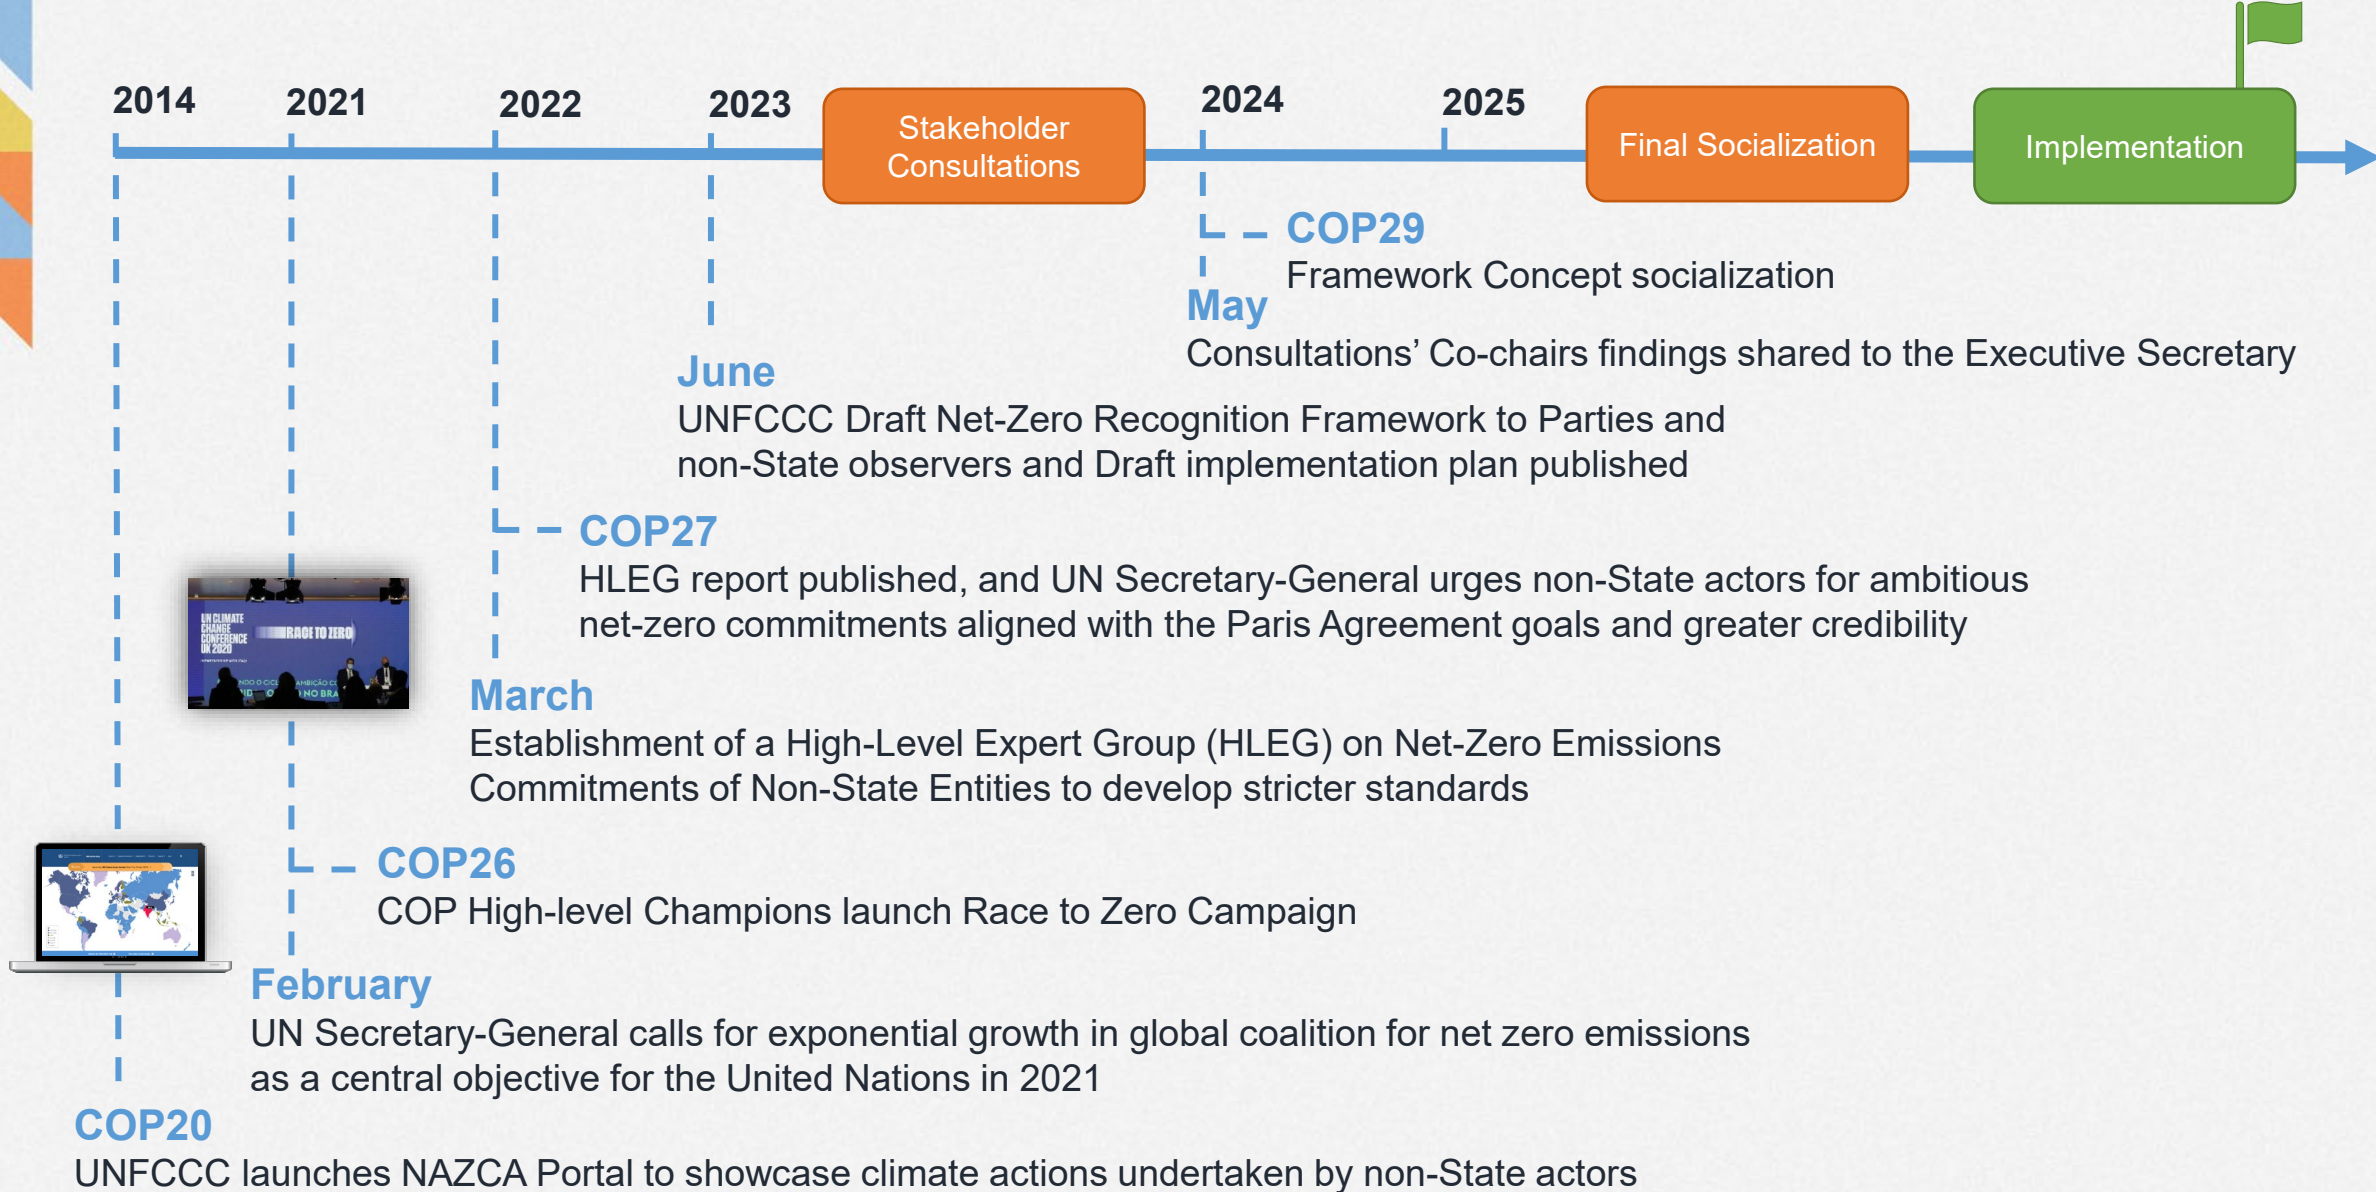 2014
2021
2022
2023
Stakeholder
Consultations
2024
2025
Final Socialization
Implementation
COP29
Framework Concept socialization
May
Consultations’ Co-chairs findings shared to the Executive Secretary
June
UNFCCC Draft Net-Zero Recognition Framework to Parties and
non-State observers and Draft implementation plan published
COP27
HLEG report published, and UN Secretary-General urges non-State actors for ambitious
net-zero commitments aligned with the Paris Agreement goals and greater credibility
UN CLIMATE
CHANGE
CONFERENCE
UK 2020
RACE TO ZERO
March
Establishment of a High-Level Expert Group (HLEG) on Net-Zero Emissions
Commitments of Non-State Entities to develop stricter standards
COP26
COP High-level Champions launch Race to Zero Campaign
February
UN Secretary-General calls for exponential growth in global coalition for net zero emissions
as a central objective for the United Nations in 2021
COP20
UNFCCC launches NAZCA Portal to showcase climate actions undertaken by non-State actors